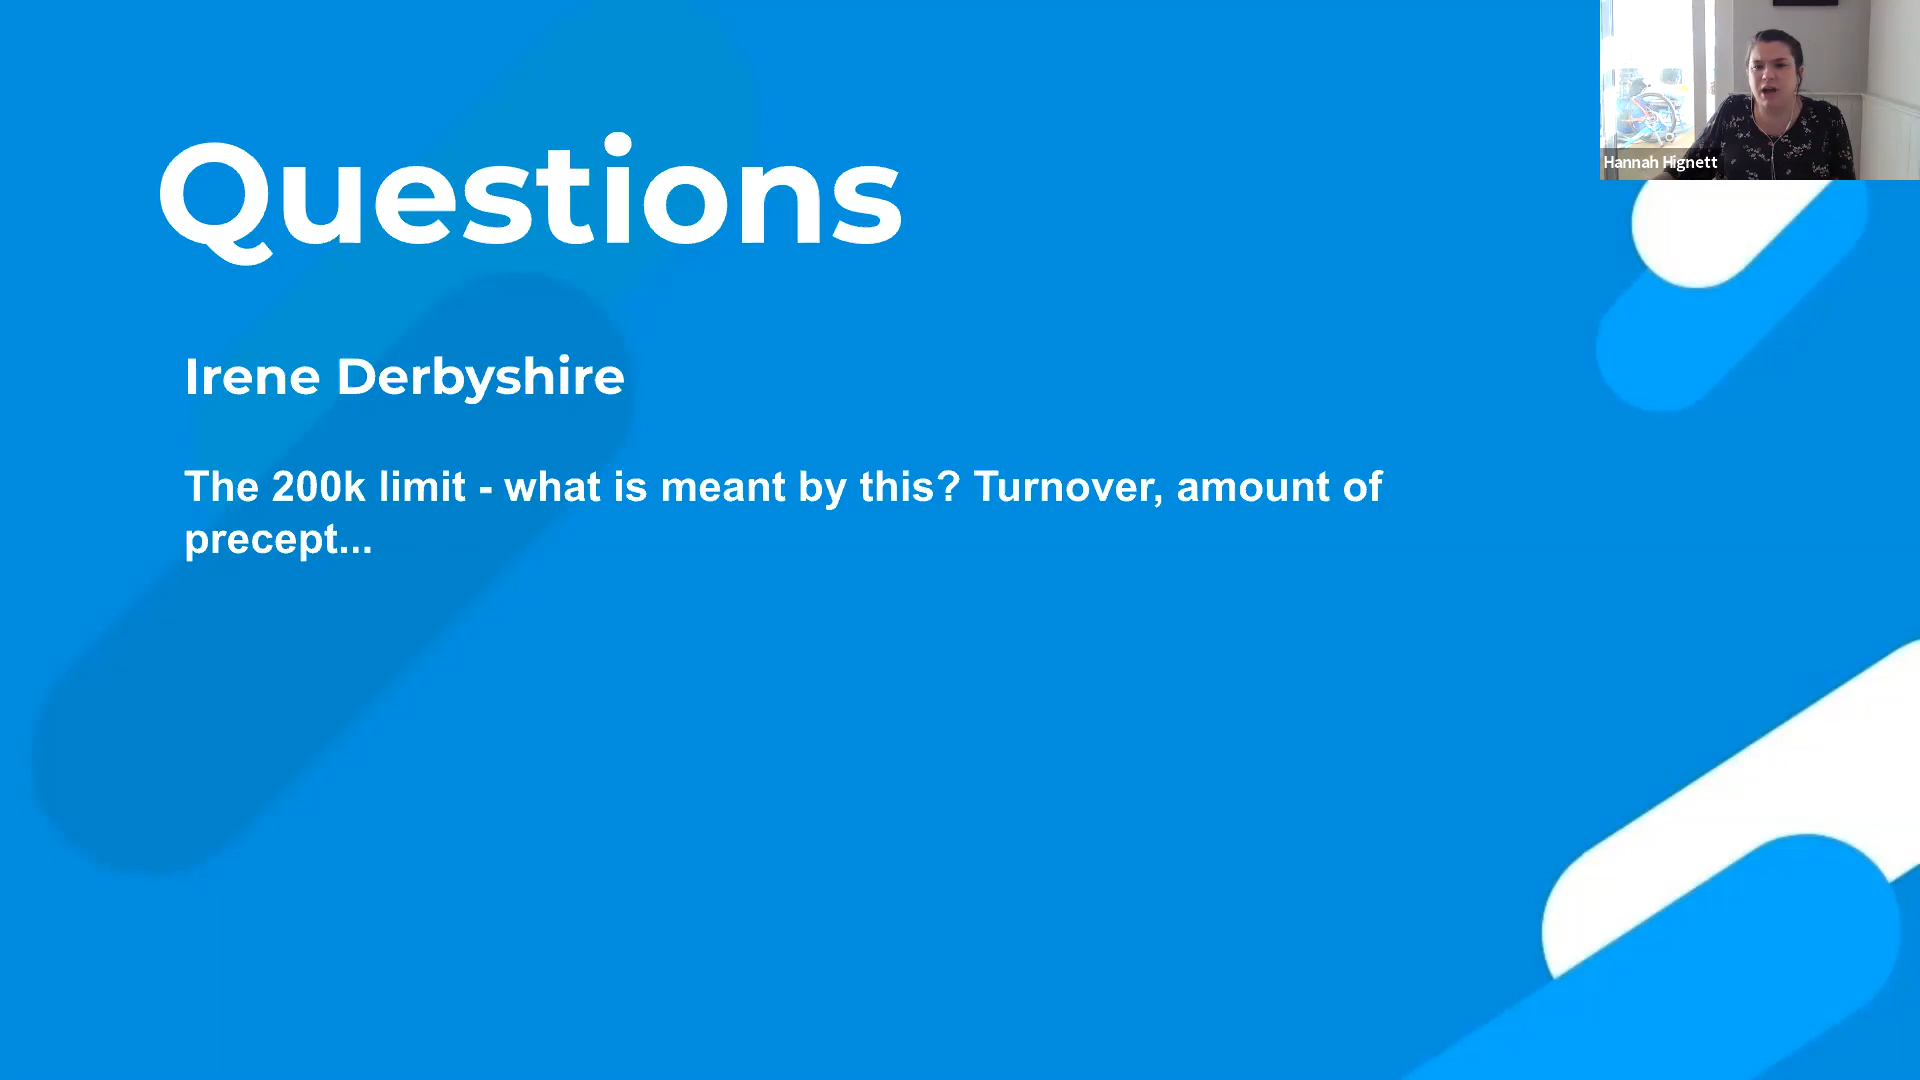 Questions
Hannah Hignett
Irene Derbyshire
The 200k limit - what is meant by this? Turnover, amount of
precept...